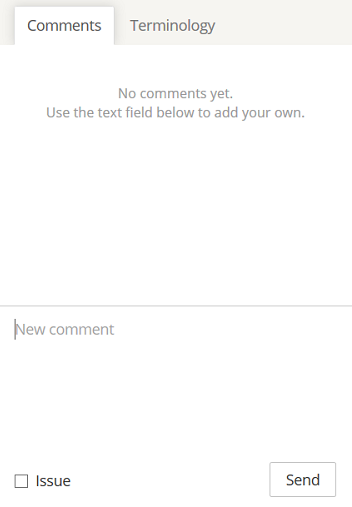 Comments Terminology
No comments yet.
Use the text field below to add your own.
New comment
Issue Send